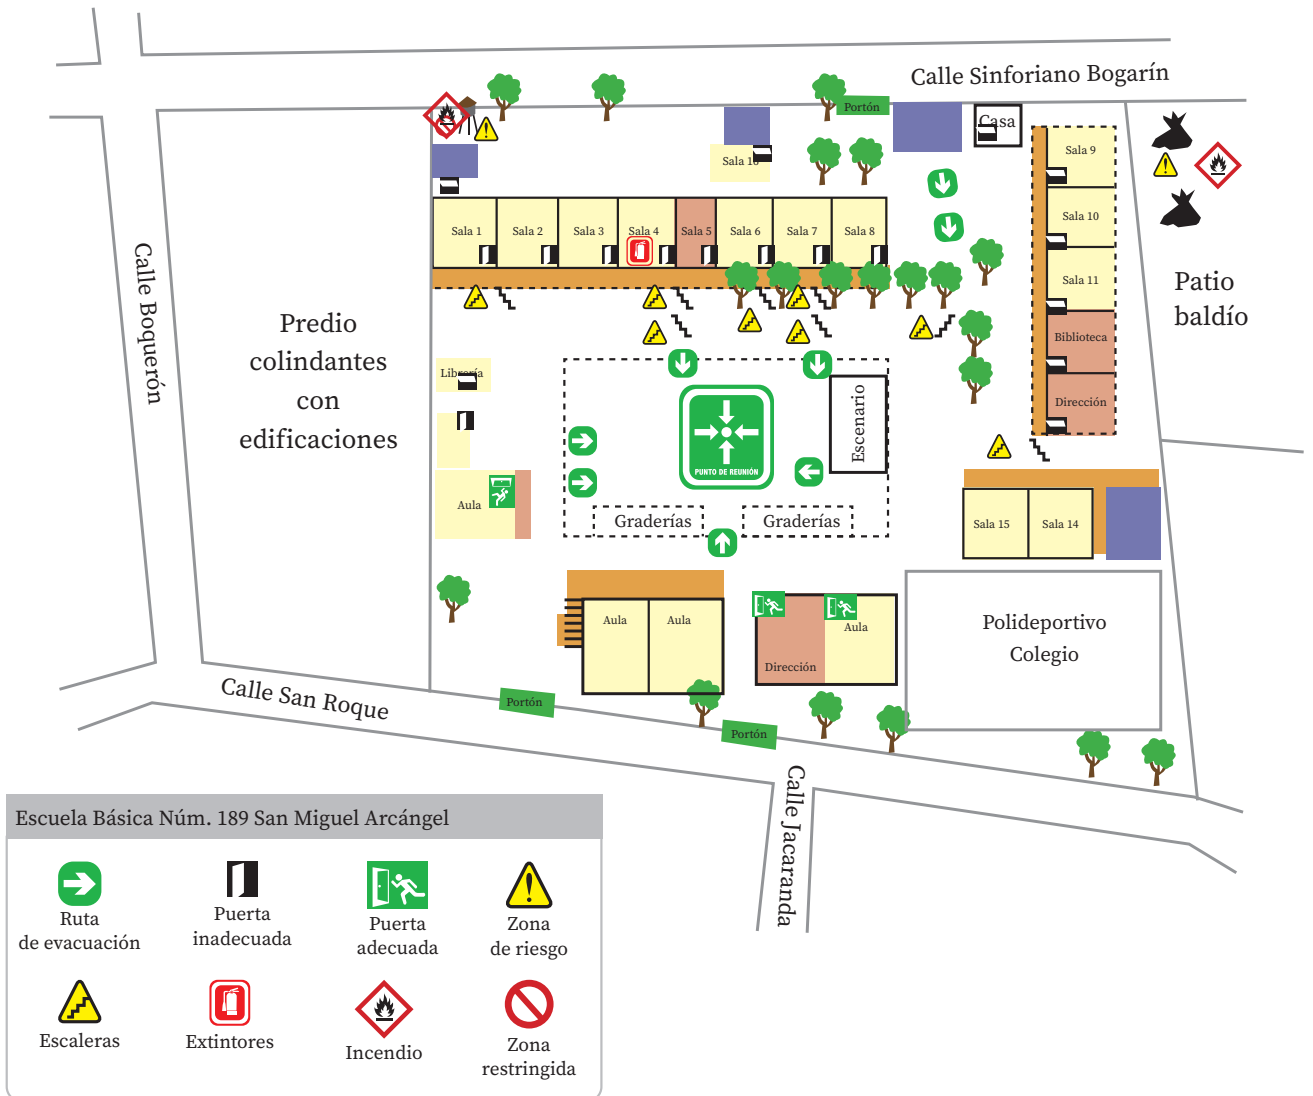 Calle Sinforiano Bogarín
Portón
Casa
Sala 9
Sala 16
Sala 10
Sala 1
Sala 2
Sala 3
Sala 4
Sala 5
Sala 6
Sala 7
Sala 8
Sala 11
Calle Boquerón
Patio
baldío
Predio
colindantes
con
edificaciones
Biblioteca
Librería
Dirección
Escenario
PUNTO DE REUNIÓN
Aula
Graderías
Graderías
Sala 15
Sala 14
Aula
Aula
Aula
Dirección
Polideportivo
Colegio
Calle San Roque
Portón
Portón
Calle Jacaranda
Escuela Básica Núm. 189 San Miguel Arcángel
Ruta
de evacuación
Puerta
inadecuada
Puerta
adecuada
Zona
de riesgo
Escaleras
Extintores
Incendio
Zona
restringida